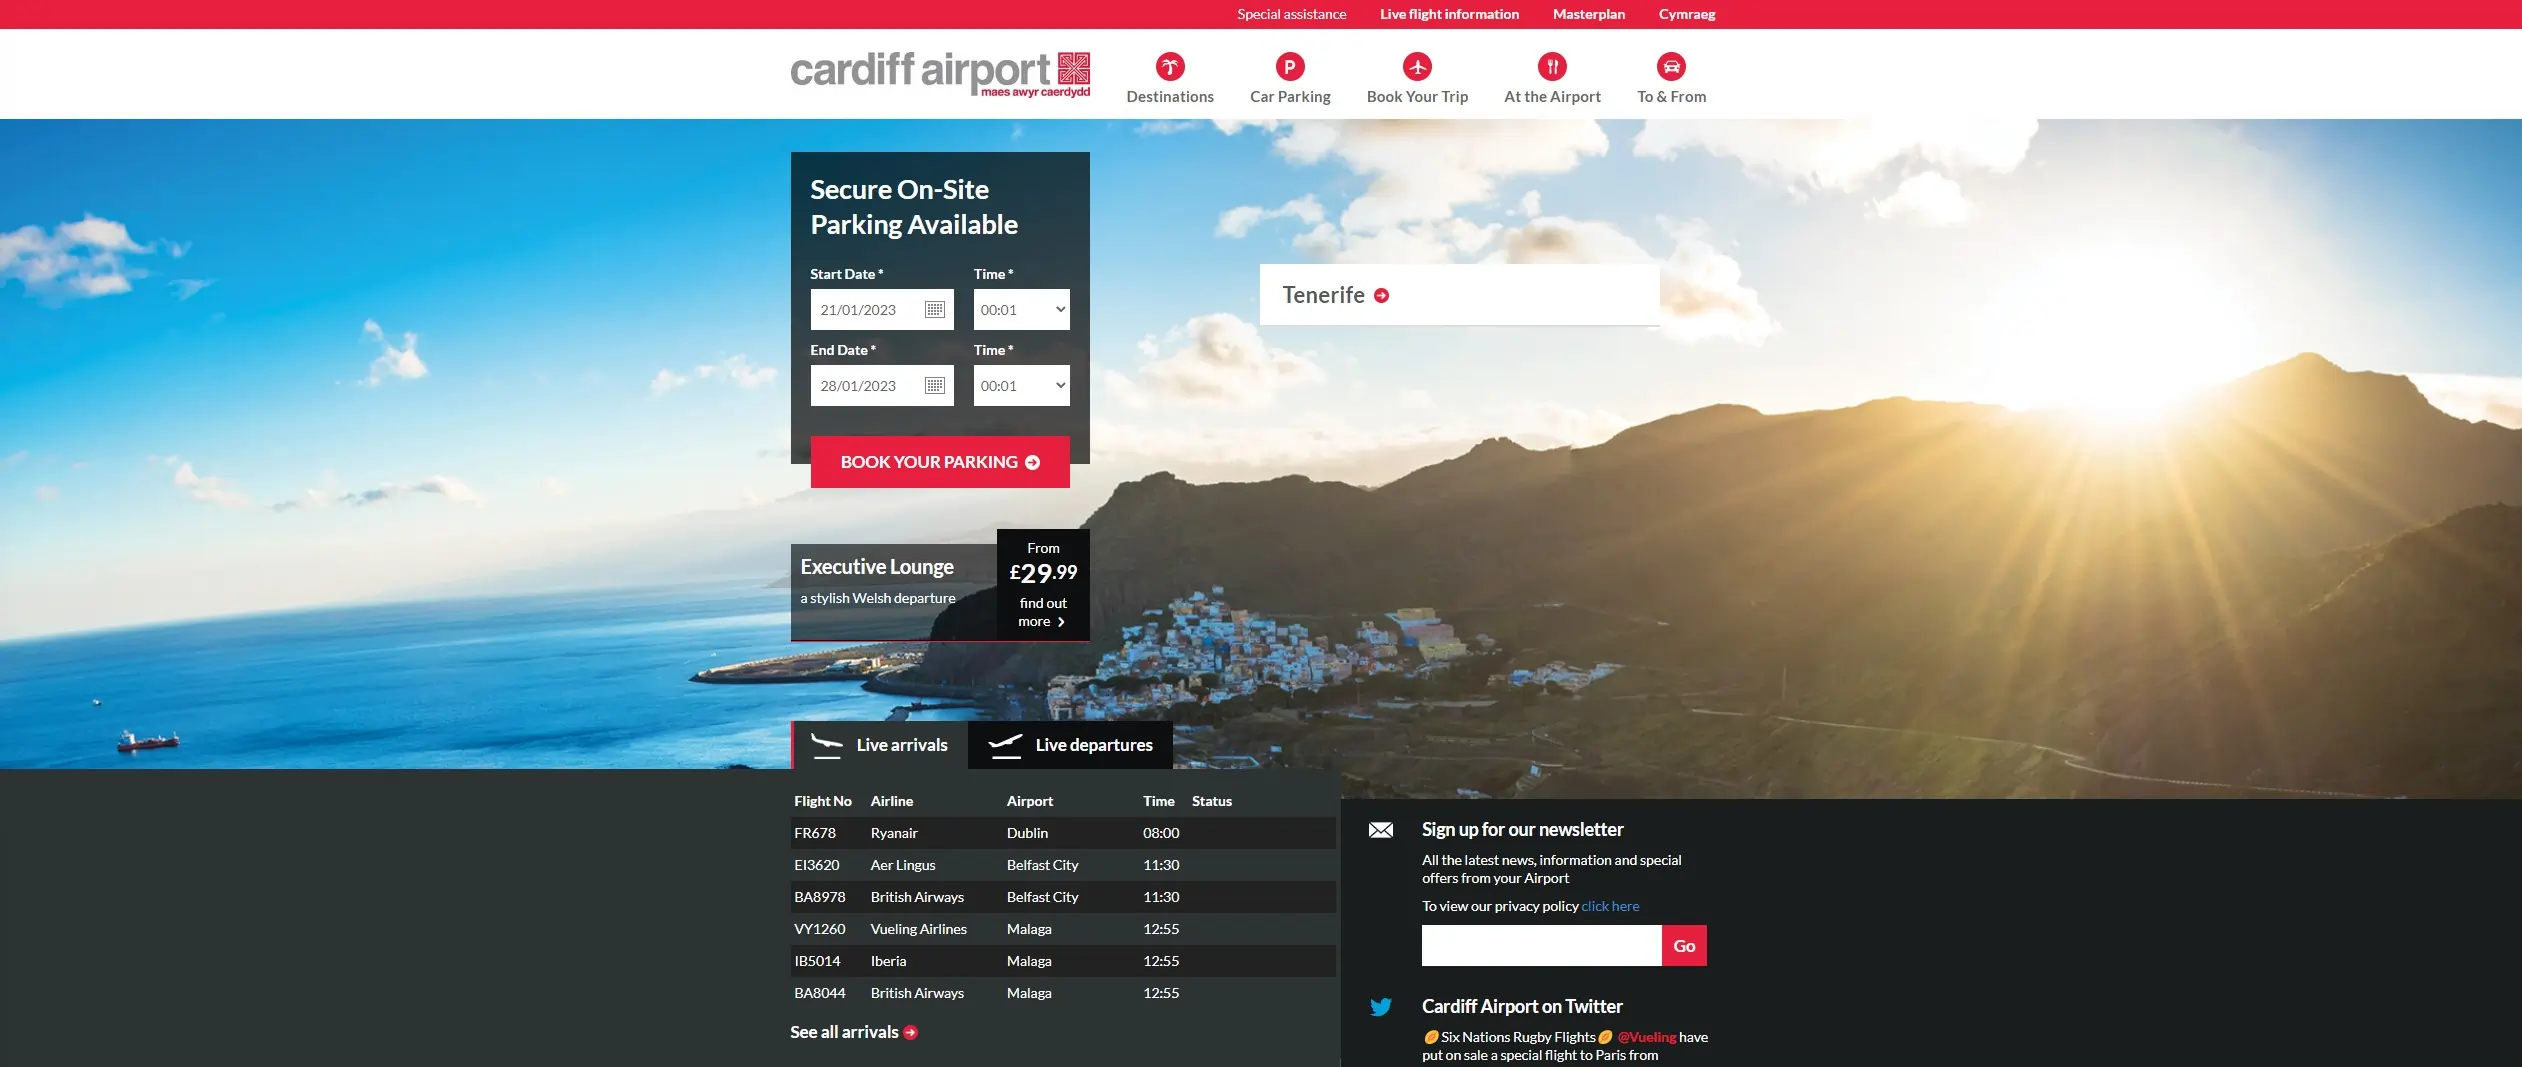 Special assistance Live flight information Masterplan Cymraeg
cardiff airport
maes awyr caerdydd
Destinations Car Parking Book Your Trip At the Airport To & From
Secure On-Site
Parking Available
Start Date * Time *
21/01/2023 00:01
End Date * Time *
28/01/2023 00:01
BOOK YOUR PARKING
Tenerife
Executive Lounge
a stylish Welsh departure
From
£29.99
find out
more
Live arrivals Live departures
Flight No Airline Airport Time Status
FR678 Ryanair Dublin 08:00
EI3620 Aer Lingus Belfast City 11:30
BA8978 British Airways Belfast City 11:30
VY1260 Vueling Airlines Malaga 12:55
IB5014 Iberia Malaga 12:55
BA8044 British Airways Malaga 12:55
See all arrivals
Sign up for our newsletter
All the latest news, information and special
offers from your Airport
To view our privacy policy click here
Go
Cardiff Airport on Twitter
🏉Six Nations Rugby Flights🏉 @Vueling have
put on sale a special flight to Paris from